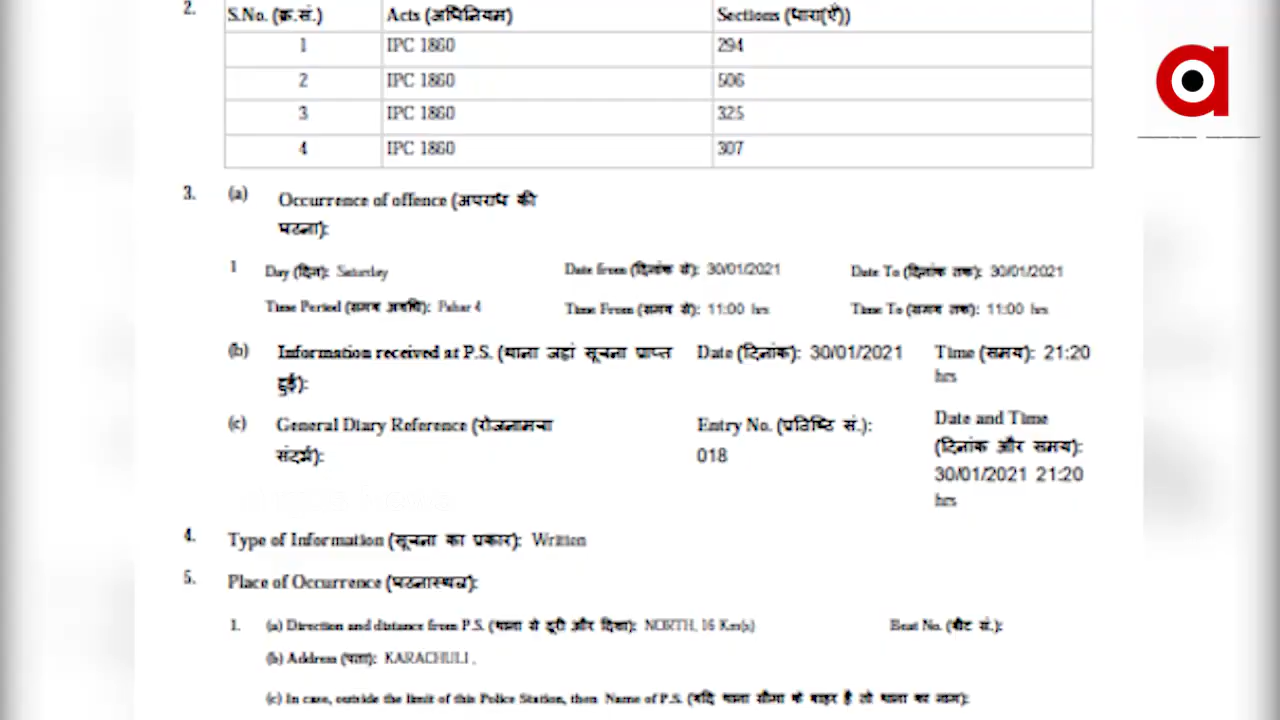 2. S.No. (क्र.सं.) Acts (अधिनियम) Sections (धारा(एँ))
1 IPC 1860 294
2 IPC 1860 506
3 IPC 1860 325
4 IPC 1860 307
3. (a) Occurrence of offence (अपराध की
घटना):
1 Day (दिन): Saturday Date from (दिनांक से): 30/01/2021 Date To (दिनांक तक): 30/01/2021
Time Period (समय अवधि): Pahar 4 Time From (समय से): 11:00 hrs Time To (समय तक): 11:00 hrs
(b) Information received at P.S. (थाना जहां सूचना प्राप्त Date (दिनांक): 30/01/2021 Time (समय): 21:20
हुई): hrs
(c) General Diary Reference (रोजनामचा Entry No. (प्रविष्टि सं.): Date and Time
संदर्भ): 018 (दिनांक और समय):
30/01/2021 21:20
hrs
4. Type of Information (सूचना का प्रकार): Written
5. Place of Occurrence (घटनास्थल):
1. (a) Direction and distance from P.S. (थाना से दूरी और दिशा): NORTH, 16 Km(s) Beat No. (बीट सं.):
(b) Address (पता): KARACHULI ,
(c) In case, outside the limit of this Police Station, then Name of P.S. (यदि थाना सीमा के बाहर है तो थाना का नाम):